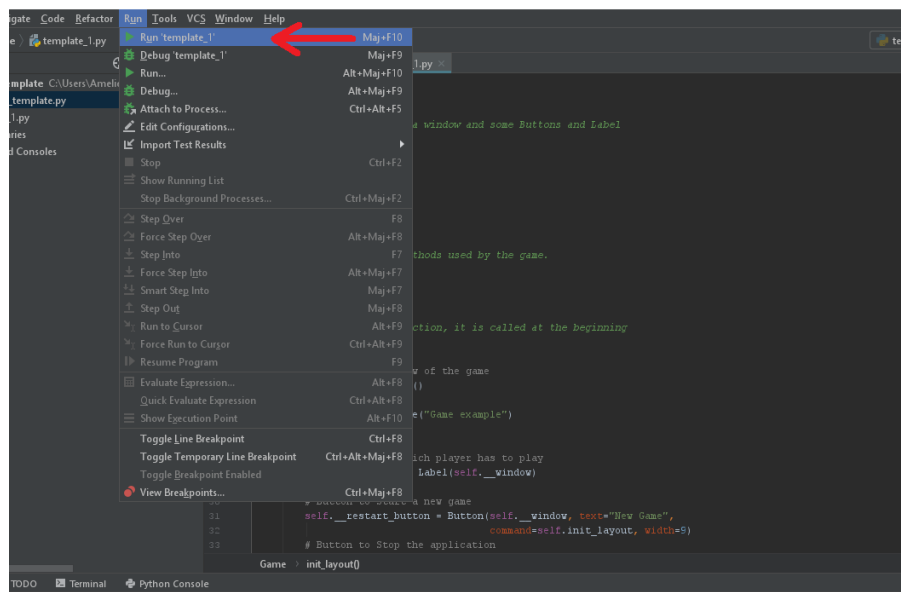 igate Code Refactor Run Tools VCS Window Help
e template_1.py
Run 'template_1' Maj+F10
Debug 'template_1' Maj+F9
1.py ×
Run... Alt+Maj+F10
emplate C:\Users\Ameli
Debug... Alt+Maj+F9
_template.py
Attach to Process... Ctrl+Alt+F5
_1.py
Edit Configurations...
a window and some Buttons and Label
ries
Import Test Results
d Consoles
Stop Ctrl+F2
Show Running List
Stop Background Processes... Ctrl+Maj+F2
Step Over F8
Force Step Over Alt+Maj+F8
Step Into F7
thods used by the game.
Force Step Into Alt+Maj+F7
Smart Step Into Maj+F7
Step Out Maj+F8
Run to Cursor Alt+F9
ction, it is called at the beginning
Force Run to Cursor Ctrl+Alt+F9
Resume Program F9
w of the game
Evaluate Expression... Alt+F8
()
Quick Evaluate Expression Ctrl+Alt+F8
Show Execution Point Alt+F10
e("Game example")
Toggle Line Breakpoint Ctrl+F8
Toggle Temporary Line Breakpoint Ctrl+Alt+Maj+F8
ich player has to play
Toggle Breakpoint Enabled
Label(self.__window)
View Breakpoints... Ctrl+Maj+F8
# Button to Start a new game
31 self.__restart_button = Button(self.__window, text="New Game",
32 command=self.init_layout, width=9)
33 # Button to Stop the application
Game > init_layout()
TODO Terminal Python Console